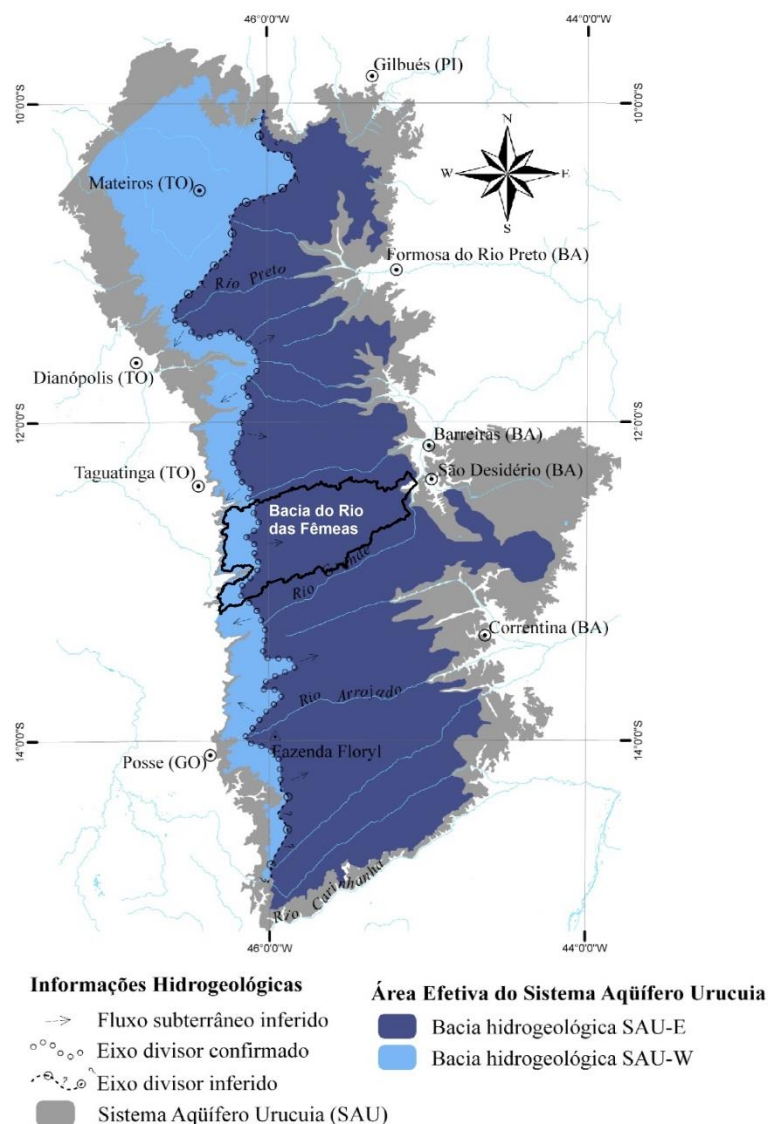 46°0'0"W
44°0'0"W
Gilbués (PI)
10°0'0"S
10°0'0"S
N
W
E
S
Mateiros (TO)
Formosa do Rio Preto (BA)
Rio Preto
Dianópolis (TO)
12°0'0"S
12°0'0"S
Barreiras (BA)
Taguatinga (TO)
São Desidério (BA)
Bacia do Rio
das Fêmeas
Rio Grande
Correntina (BA)
Rio Arrojado
14°0'0"S
14°0'0"S
Fazenda Floryl
Posse (GO)
Rio Carinhanha
46°0'0"W
44°0'0"W
Informações Hidrogeológicas
Fluxo subterrâneo inferido
Eixo divisor confirmado
Eixo divisor inferido
Sistema Aqüífero Urucuia (SAU)
Área Efetiva do Sistema Aqüífero Urucuia
Bacia hidrogeológica SAU-E
Bacia hidrogeológica SAU-W